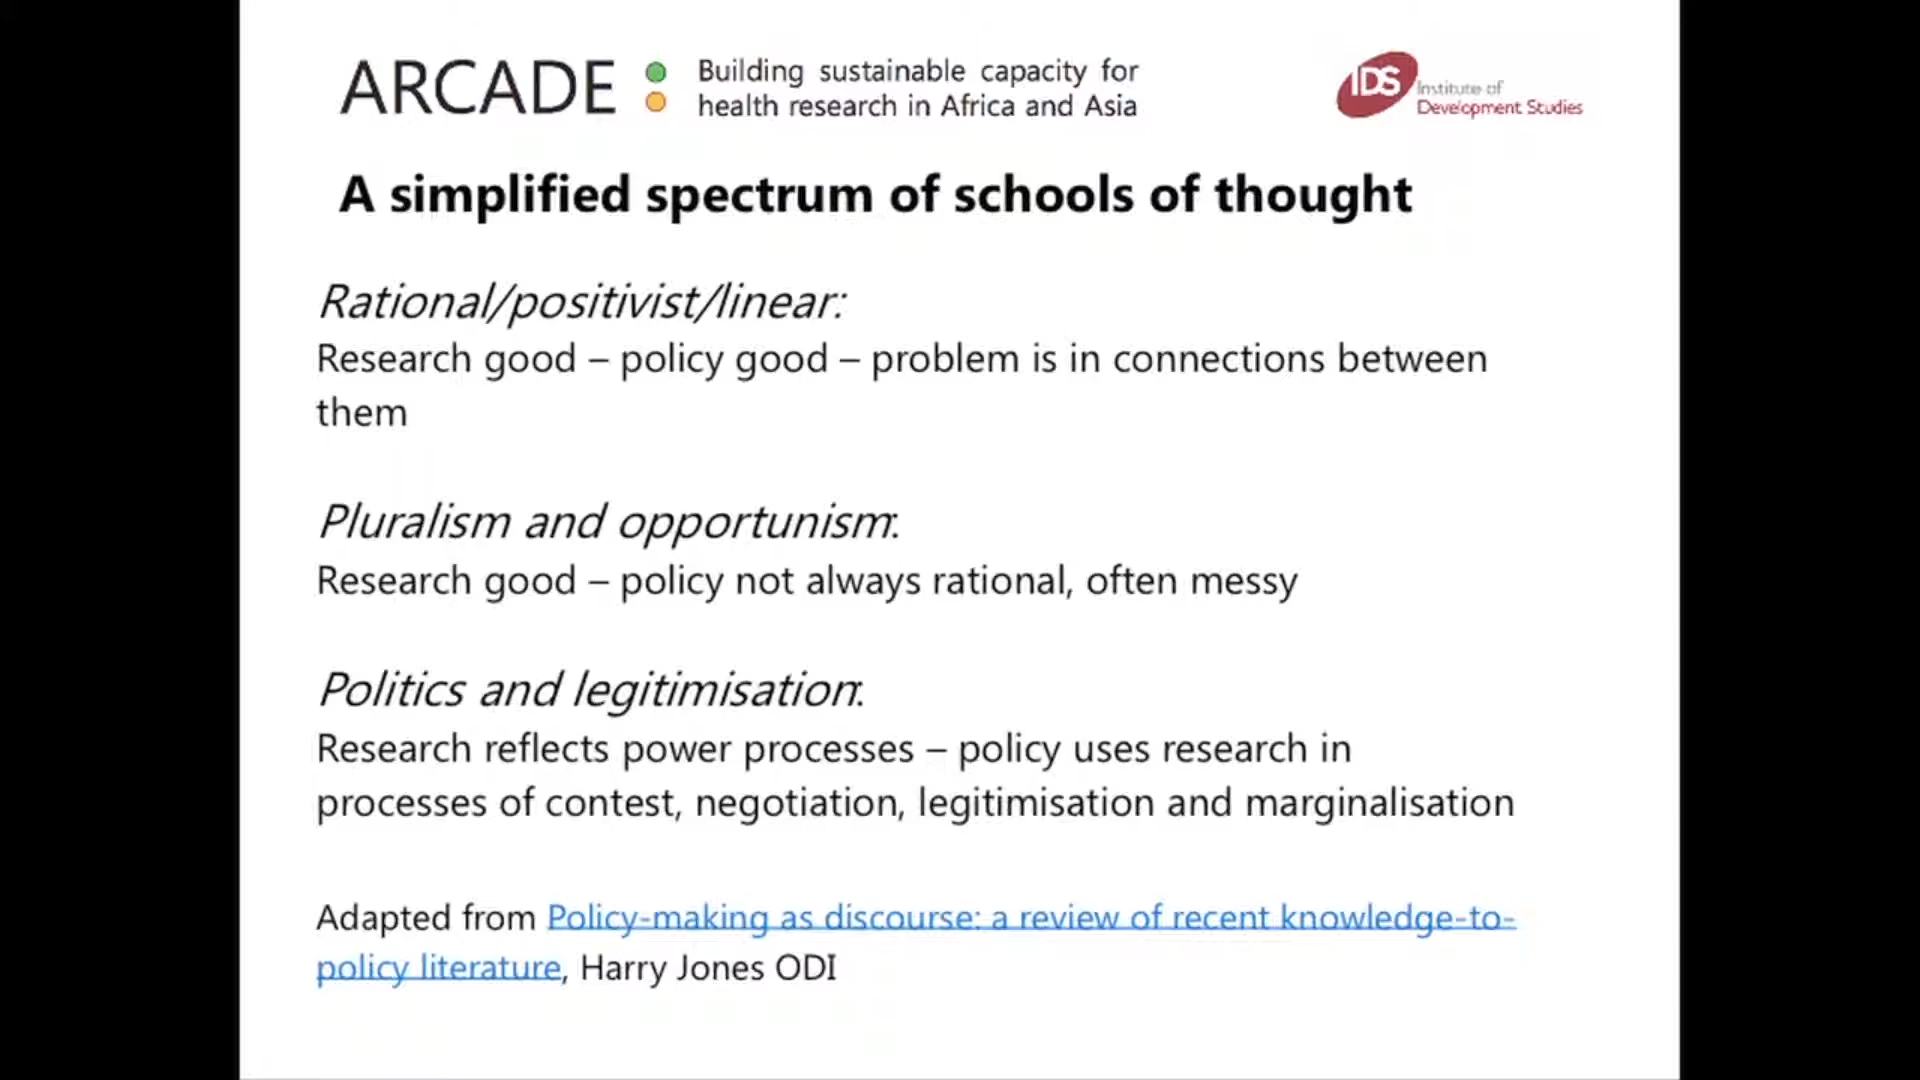 ARCADE
Building sustainable capacity for
health research in Africa and Asia
IDS
Institute of
Development Studies
A simplified spectrum of schools of thought
Rational/positivist/linear:
Research good – policy good – problem is in connections between
them
Pluralism and opportunism:
Research good – policy not always rational, often messy
Politics and legitimisation:
Research reflects power processes – policy uses research in
processes of contest, negotiation, legitimisation and marginalisation
Adapted from Policy-making as discourse: a review of recent knowledge-to-
policy literature, Harry Jones ODI